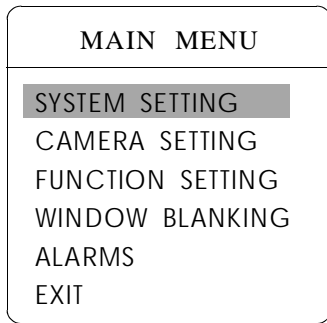 MAIN MENU
SYSTEM SETTING
CAMERA SETTING
FUNCTION SETTING
WINDOW BLANKING
ALARMS
EXIT